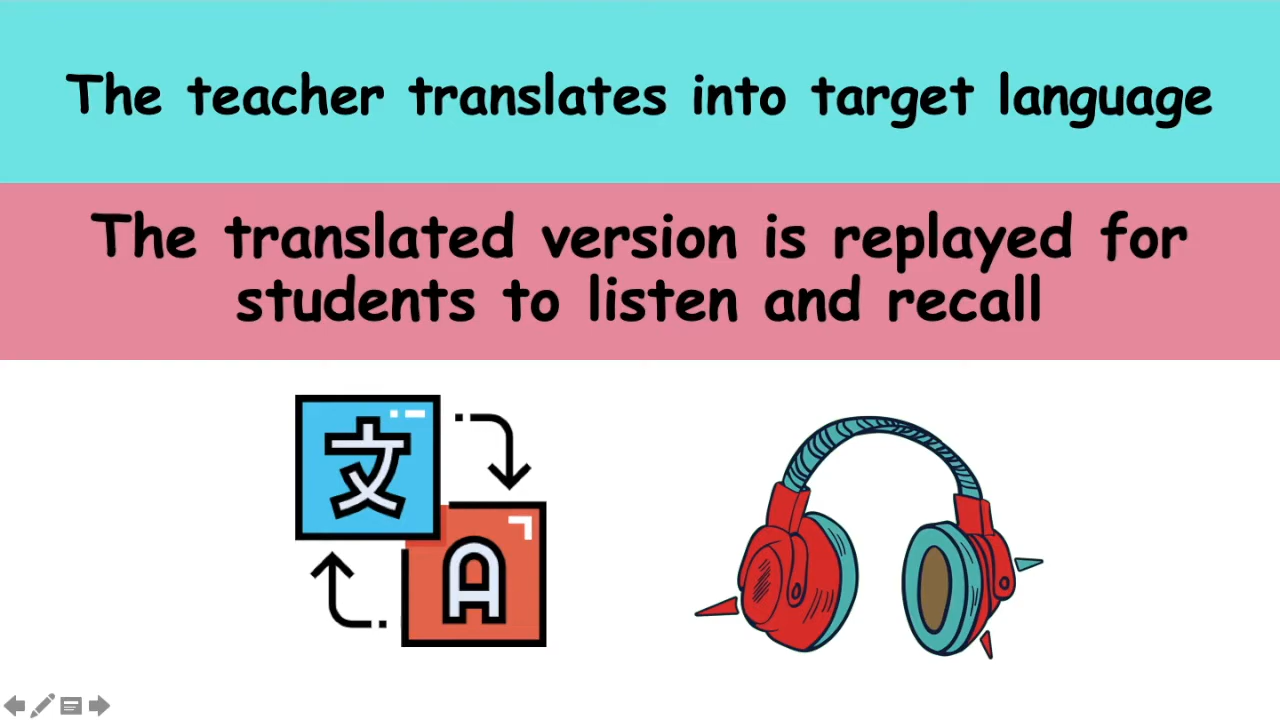 The teacher translates into target language
The translated version is replayed for
students to listen and recall
文
A